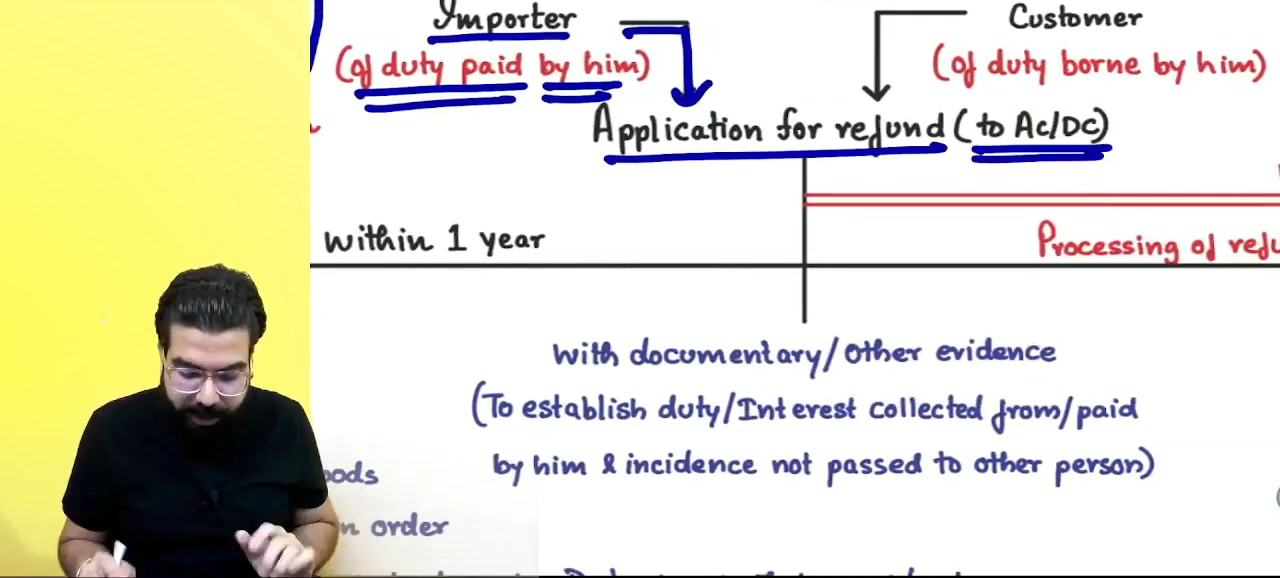 Importer
Customer
(of duty paid by him)
(of duty borne by him)
Application for refund (to AC/DC)
within 1 year
Processing of
with documentary/other evidence
(To establish duty/Interest collected from/paid
by him & incidence not passed to other person)
order